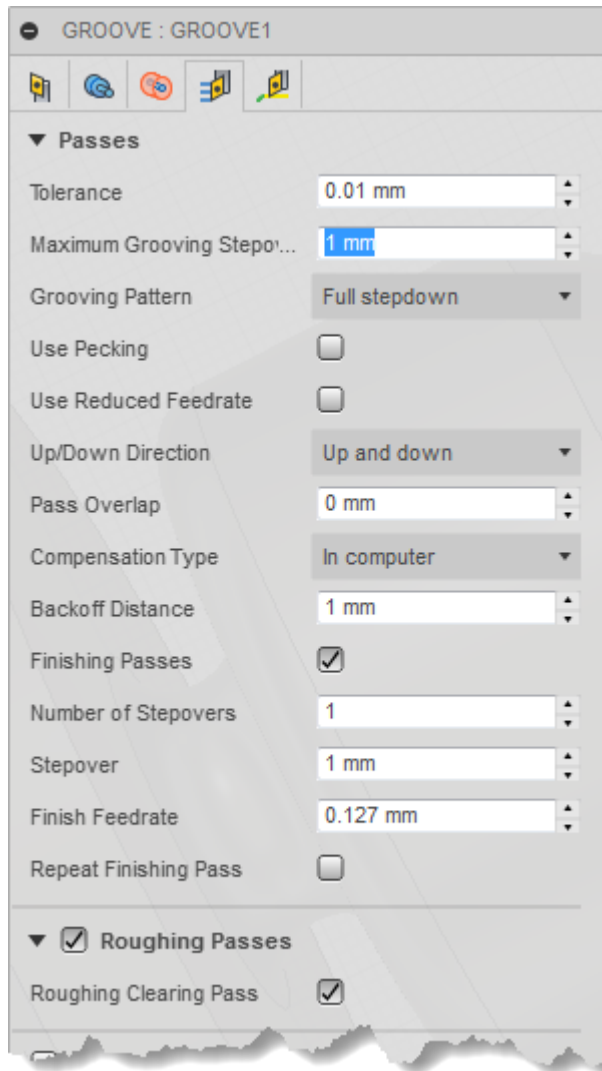 GROOVE : GROOVE1
Passes
Tolerance 0.01 mm
Maximum Grooving Stepov... 1 mm
Grooving Pattern Full stepdown
Use Pecking
Use Reduced Feedrate
Up/Down Direction Up and down
Pass Overlap 0 mm
Compensation Type In computer
Backoff Distance 1 mm
Finishing Passes
Number of Stepovers 1
Stepover 1 mm
Finish Feedrate 0.127 mm
Repeat Finishing Pass
Roughing Passes
Roughing Clearing Pass